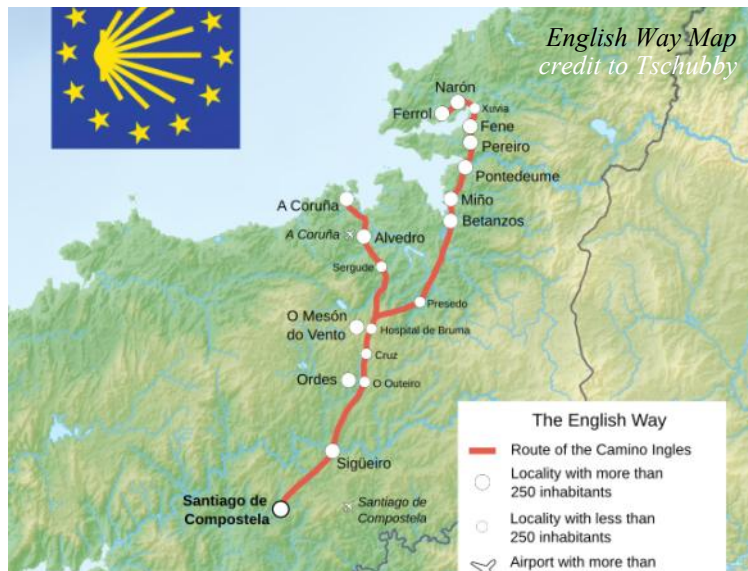 English Way Map
credit to Tschubby
Narón
Ferrol
Xuvia
Fene
Pereiro
Pontedeume
A Coruña
Miño
Betanzos
A Coruña
Alvedro
Sergude
Presedo
O Mesón
do Vento
Hospital de Bruma
Cruz
Ordes
O Outeiro
Sigüeiro
Santiago de
Compostela
Santiago de
Compostela
The English Way
Route of the Camino Ingles
Locality with more than
250 inhabitants
Locality with less than
250 inhabitants
Airport with more than